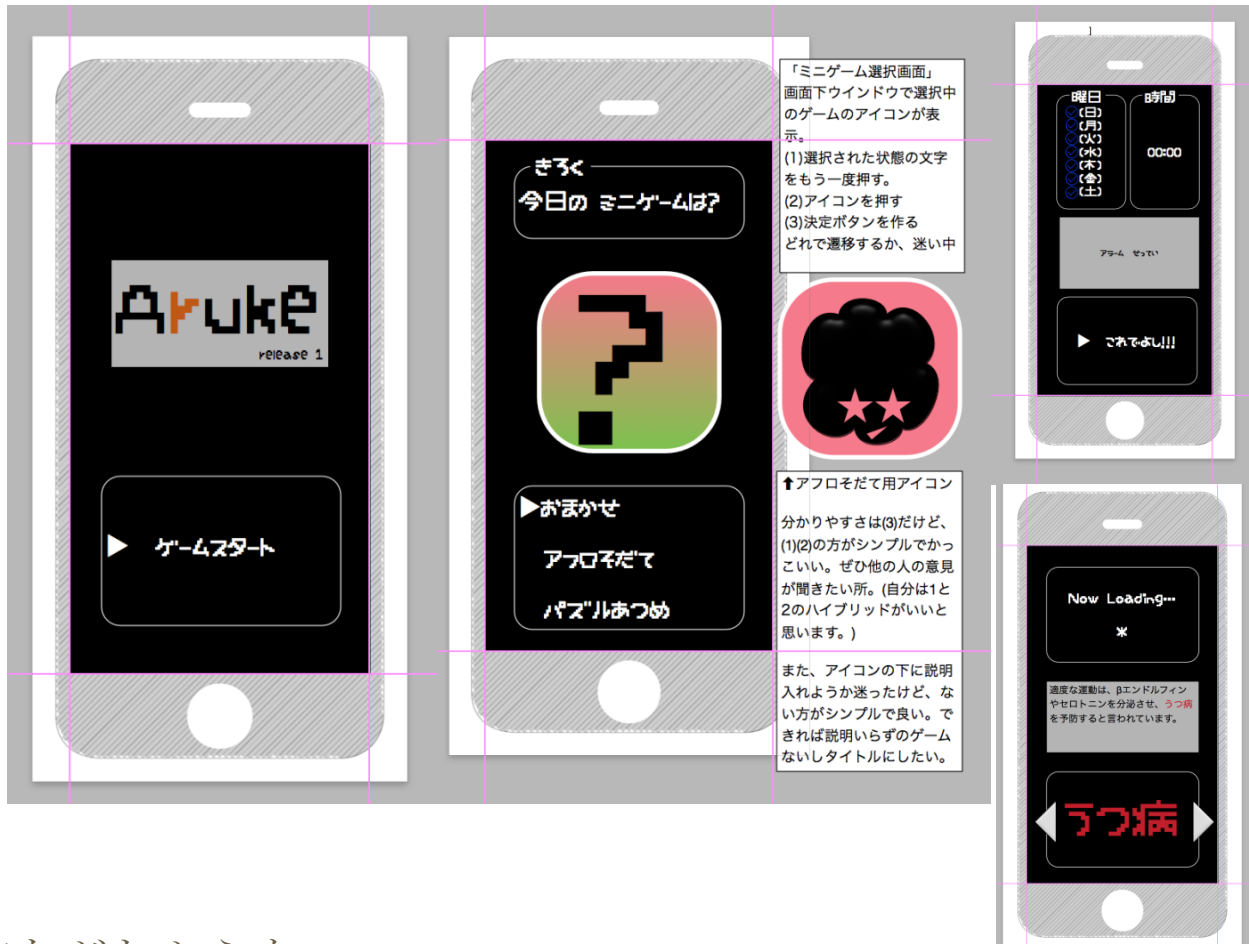 Aruke
release 1
▶ ゲームスタート
きろく
今日の ミニゲームは?
?
▶おまかせ
アフロそだて
パズルあつめ
「ミニゲーム選択画面」
画面下ウインドウで選択中
のゲームのアイコンが表
示。
(1)選択された状態の文字
をもう一度押す。
(2)アイコンを押す
(3)決定ボタンを作る
どれで遷移するか、迷い中
⬆アフロそだて用アイコン
分かりやすさは(3)だけど、
(1)(2)の方がシンプルでかっ
こいい。ぜひ他の人の意見
が聞きたい所。(自分は1と
2のハイブリッドがいいと
思います。)
また、アイコンの下に説明
入れようか迷ったけど、な
い方がシンプルで良い。で
きれば説明いらずのゲーム
ないしタイトルにしたい。
]
曜日
(日)
(月)
(火)
(水)
(木)
(金)
(土)
時間
00:00
アラーム せってい
▶ これでよし!!!
Now Loading…
適度な運動は、βエンドルフィン
やセロトニンを分泌させ、うつ病
を予防すると言われています。
うつ病